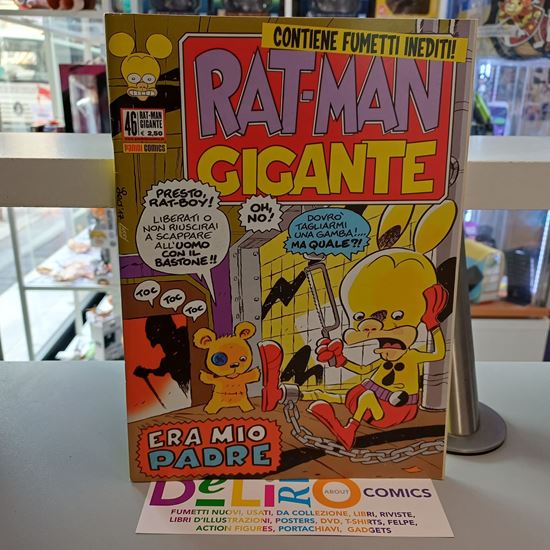 CONTIENE FUMETTI INEDITI!
RAT-MAN
GIGANTE
46
RAT-MAN
GIGANTE
€ 2,50
PANINI COMICS
PRESTO,
RAT-BOY!
LIBERATI O
NON RIUSCIRAI
A SCAPPARE
ALL'UOMO
CON IL
BASTONE!!
OH,
NO!
DOVRÒ
TAGLIARMI
UNA GAMBA!...
MA QUALE?!
TOC
TOC
TOC
ERA MIO
PADRE
DeLiRiO
ABOUT
COMICS
FUMETTI NUOVI, USATI, DA COLLEZIONE, LIBRI, RIVISTE,
LIBRI D'ILLUSTRAZIONI, POSTERS, DVD, T-SHIRTS, FELPE,
ACTION FIGURES, PORTACHIAVI, GADGETS